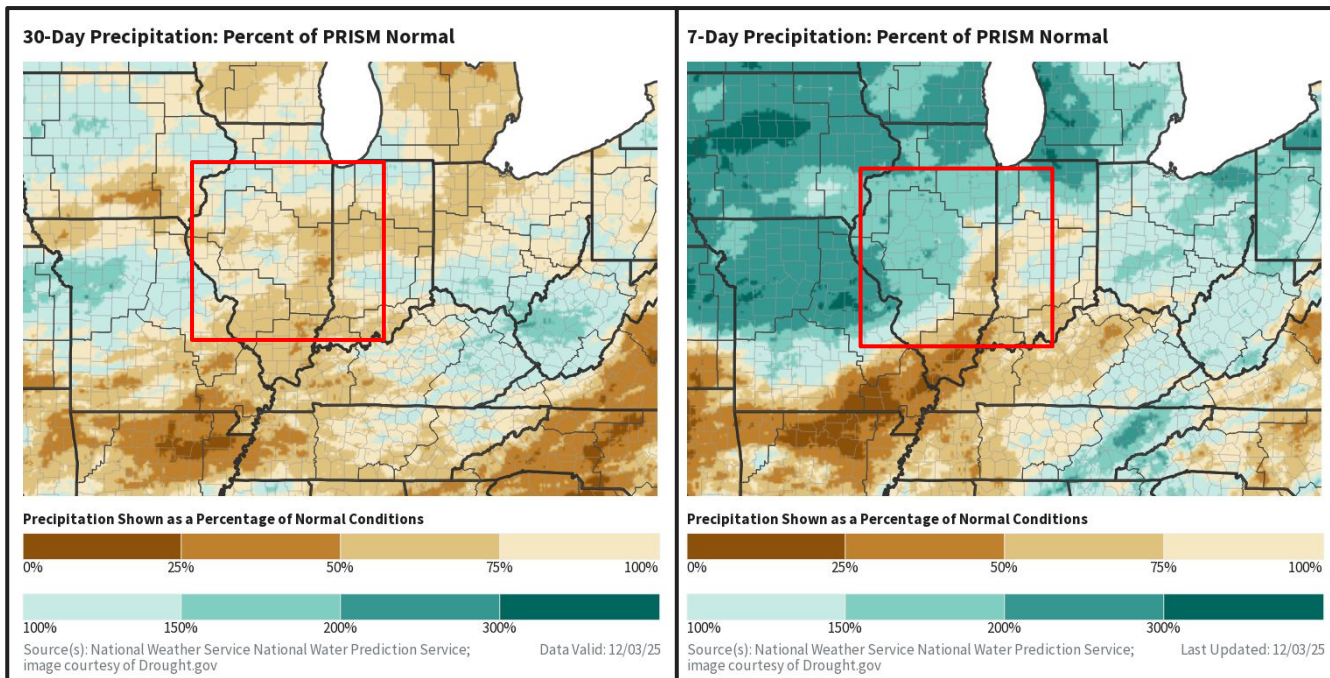 30-Day Precipitation: Percent of PRISM Normal
Precipitation Shown as a Percentage of Normal Conditions
0% 25% 50% 75% 100%
100% 150% 200% 300%
Source(s): National Weather Service National Water Prediction Service; Data Valid: 12/03/25
image courtesy of Drought.gov
7-Day Precipitation: Percent of PRISM Normal
Precipitation Shown as a Percentage of Normal Conditions
0% 25% 50% 75% 100%
100% 150% 200% 300%
Source(s): National Weather Service National Water Prediction Service; Last Updated: 12/03/25
image courtesy of Drought.gov